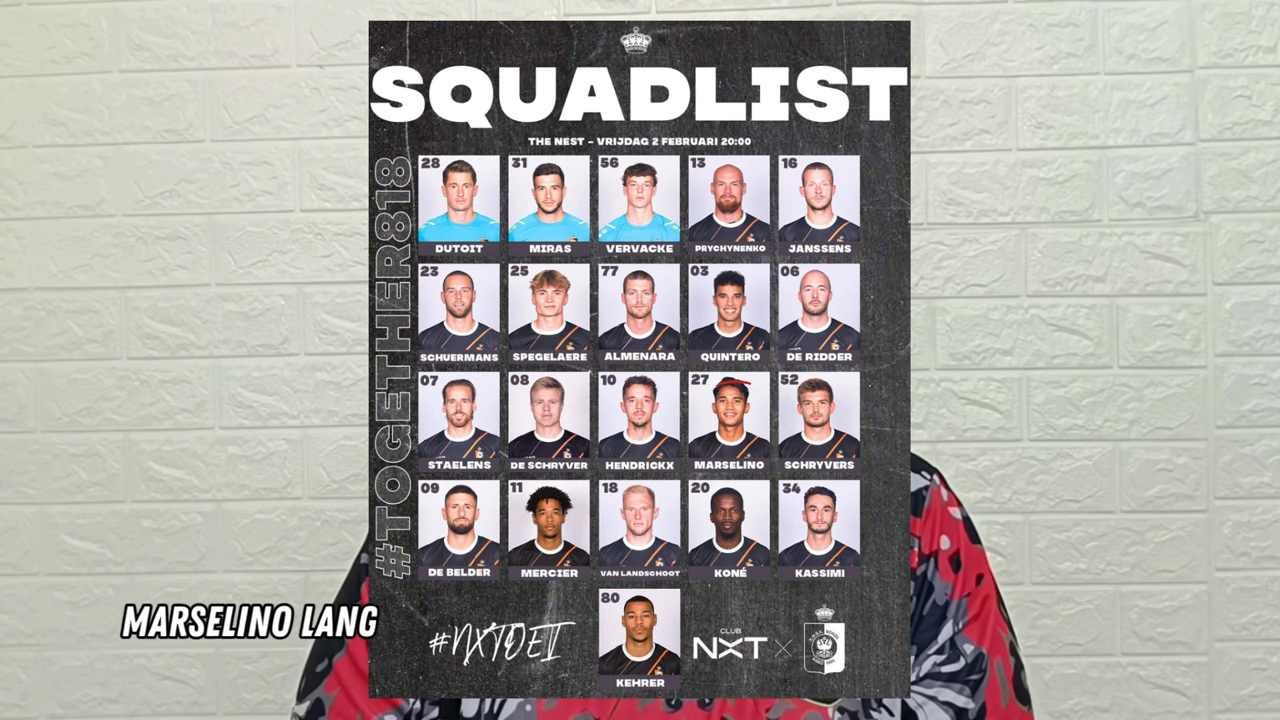 SQUADLIST
THE NEST - VRIJDAG 2 FEBRUARI 20:00
#TOGETHER818
28 31 56 13 16
DUTOIT MIRAS VERVACKE PRYCHYNENKO JANSSENS
23 25 77 03 06
SCHUERMANS SPEGELAERE ALMENARA QUINTERO DE RIDDER
07 08 10 27 52
STAELENS DE SCHRYVER HENDRICKX MARSELINO SCHRYVERS
09 11 18 20 34
DE BELDER MERCIER VAN LANDSCHOOT KONÉ KASSIMI
80
KEHRER
#NXTDEI
CLUB
NXT X
MARSELINO LANG